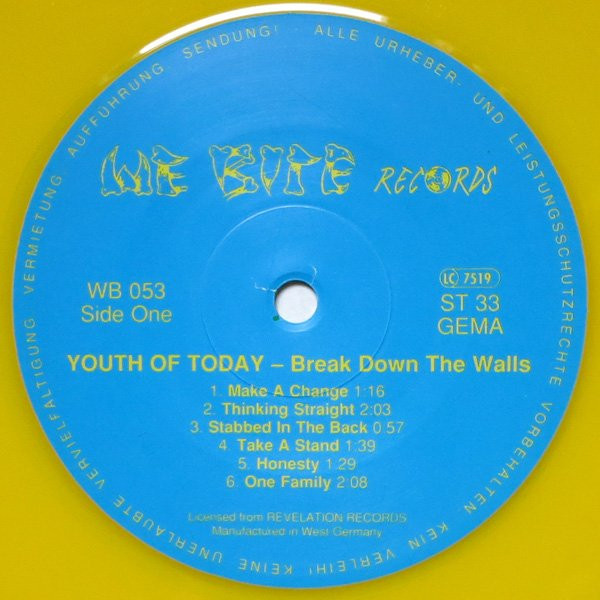 ALLE URHEBER- UND LEISTUNGSSCHUTZRECHTE VORBEHALTEN KEIN VERLEIH! KEINE UNERLAUBTE VERVIELFÄLTIGUNG VERMIETUNG AUFFÜHRUNG SENDUNG!
WE BITE RECORDS
WB 053
Side One
LC 7519
ST 33
GEMA
YOUTH OF TODAY – Break Down The Walls
1. Make A Change 1:16
2. Thinking Straight 2:03
3. Stabbed In The Back 0 57
4. Take A Stand 1:39
5. Honesty 1.29
6. One Family 2:08
Licensed from REVELATION RECORDS
Manufactured in West Germany